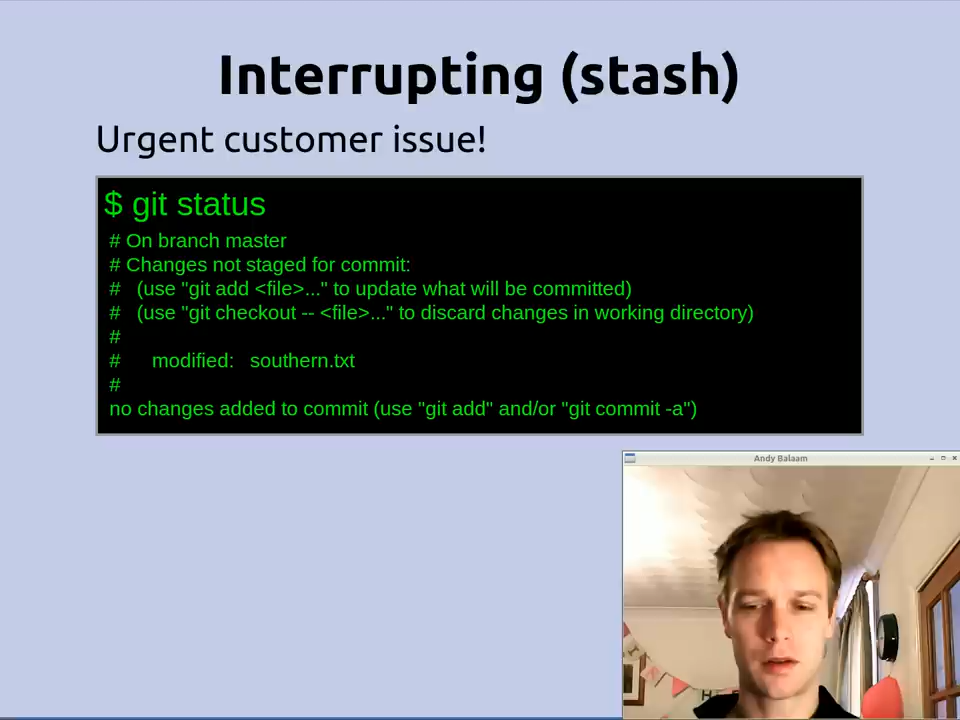 Interrupting (stash)
Urgent customer issue!
$ git status
# On branch master
# Changes not staged for commit:
#   (use "git add <file>..." to update what will be committed)
#   (use "git checkout -- <file>..." to discard changes in working directory)
#
#      modified:   southern.txt
#
no changes added to commit (use "git add" and/or "git commit -a")
Andy Balaam